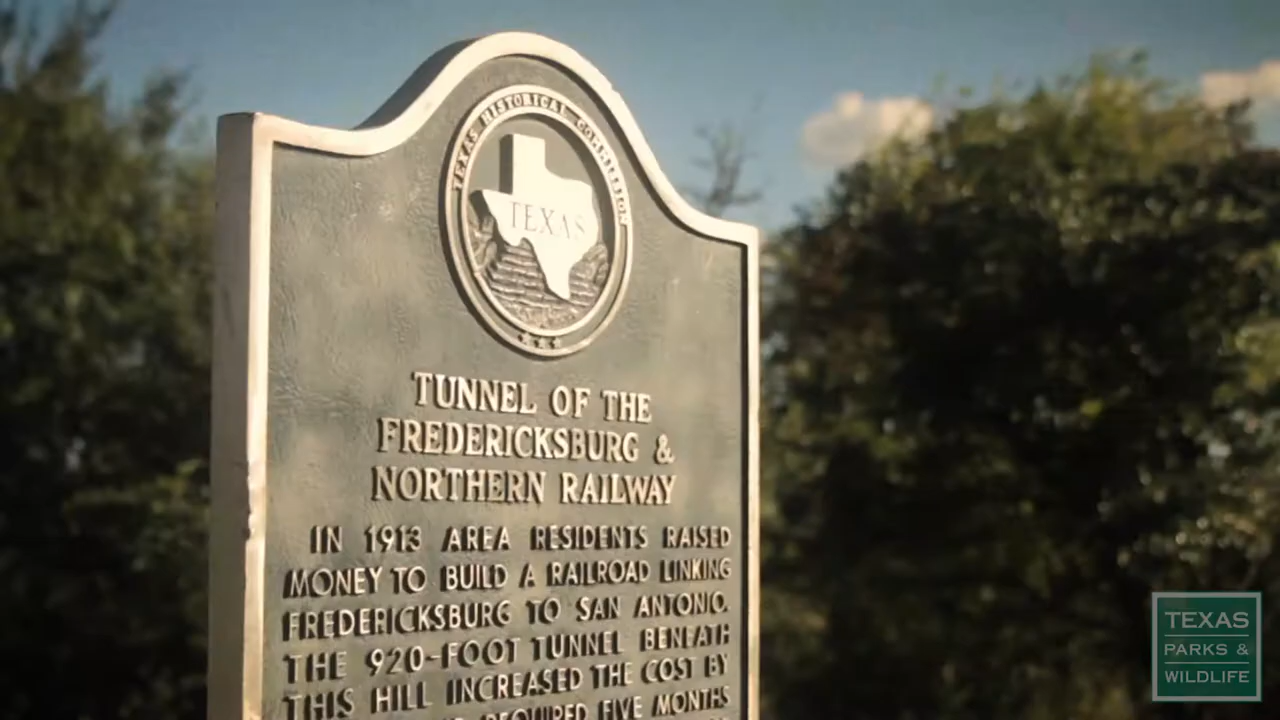 TEXAS HISTORICAL COMMISSION
TEXAS
TUNNEL OF THE
FREDERICKSBURG &
NORTHERN RAILWAY
IN 1913 AREA RESIDENTS RAISED
MONEY TO BUILD A RAILROAD LINKING
FREDERICKSBURG TO SAN ANTONIO.
THE 920-FOOT TUNNEL BENEATH
THIS HILL INCREASED THE COST BY
REQUIRED FIVE MONTHS
TEXAS
PARKS &
WILDLIFE